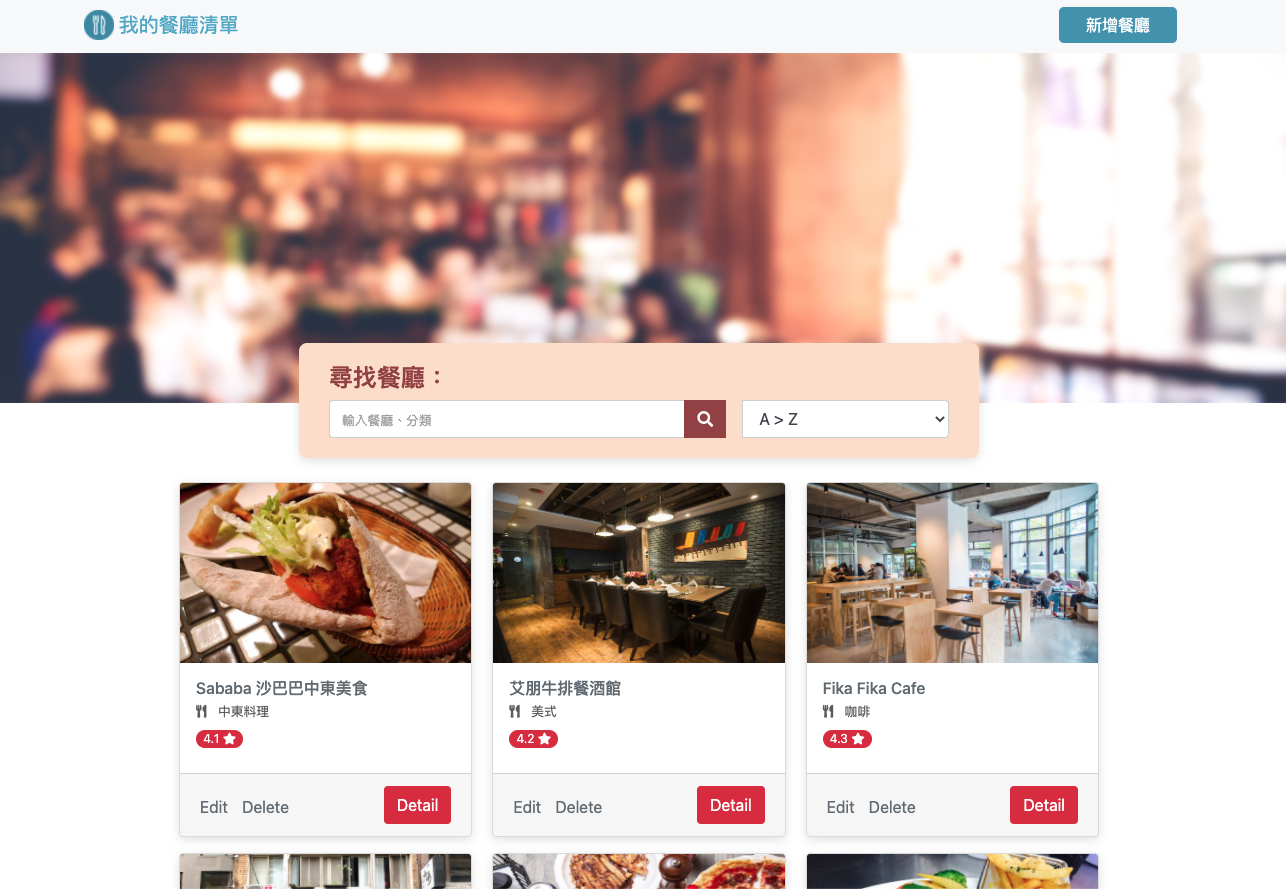 我的餐廳清單
新增餐廳
尋找餐廳：
輸入餐廳、分類
A > Z
Sababa 沙巴巴中東美食
中東料理
4.1
Edit Delete Detail
艾朋牛排餐酒館
美式
4.2
Edit Delete Detail
Fika Fika Cafe
咖啡
4.3
Edit Delete Detail